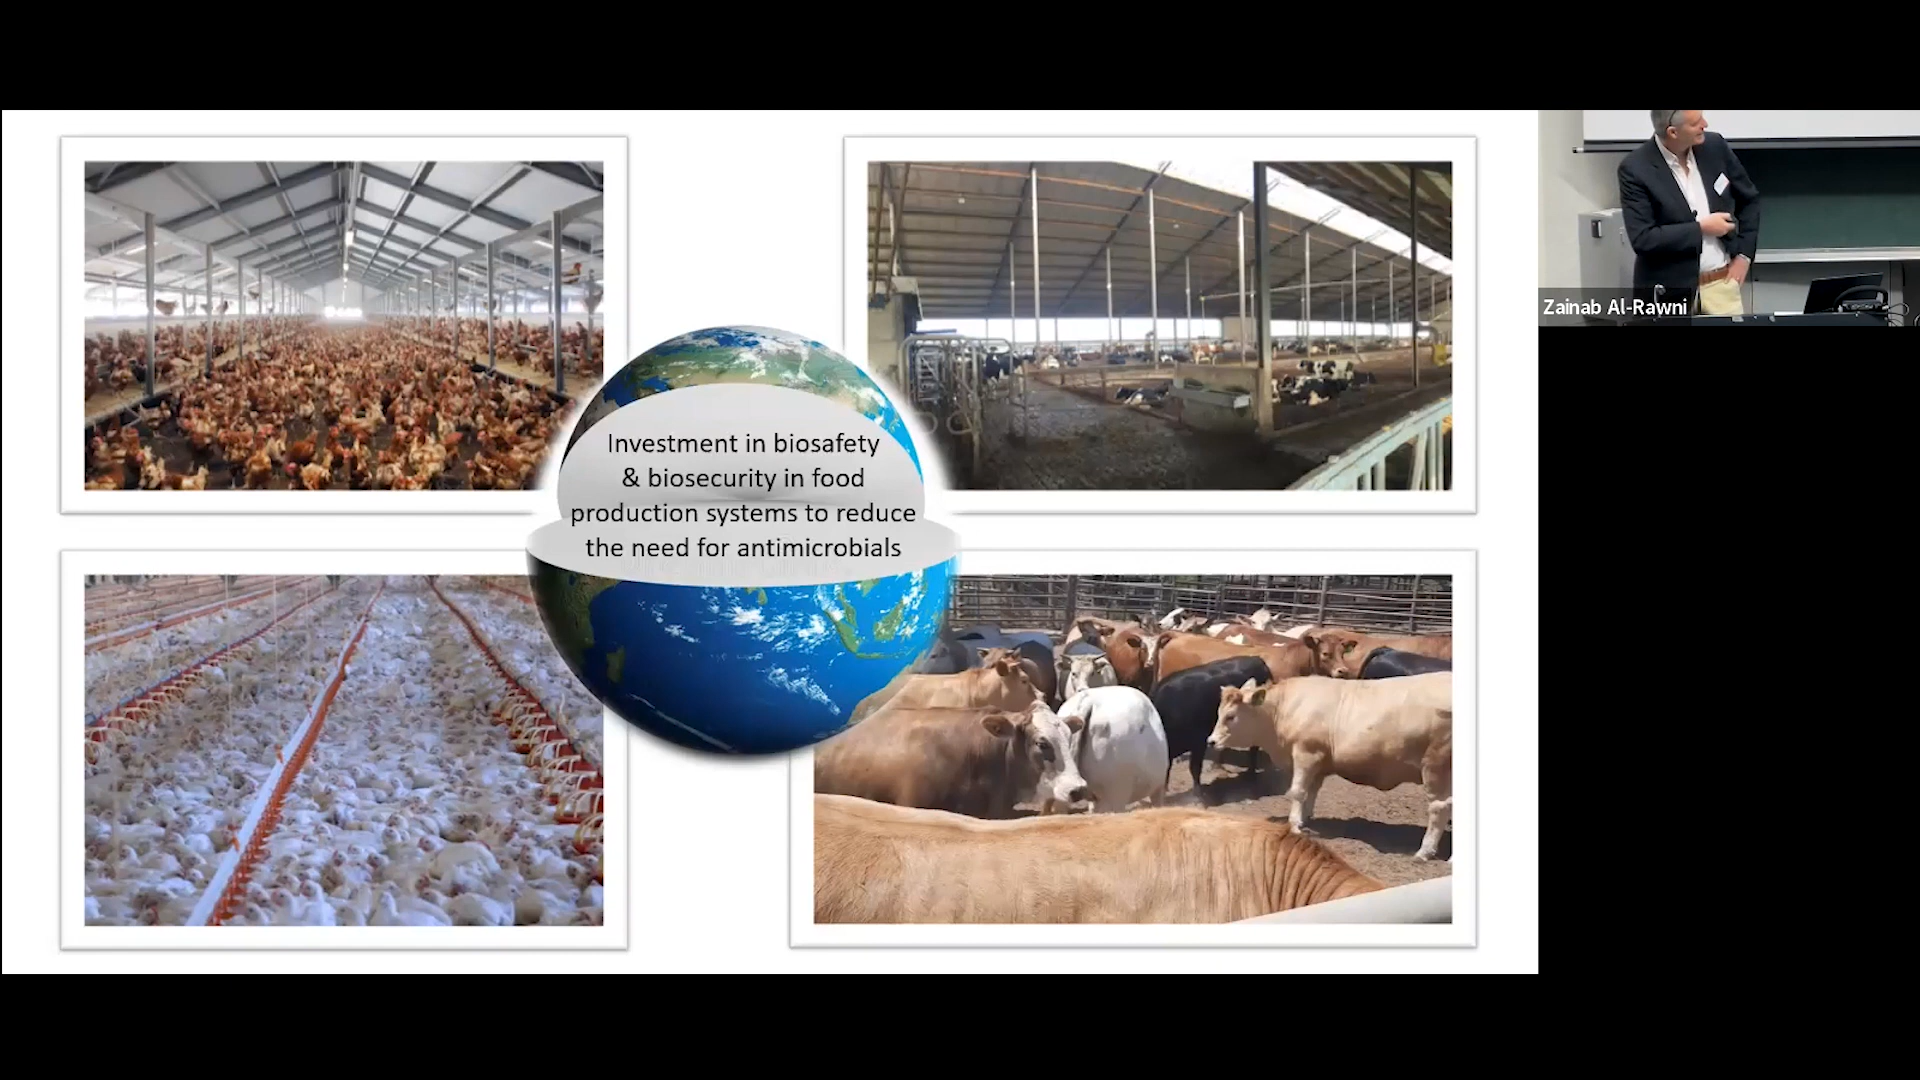 Investment in biosafety
& biosecurity in food
production systems to reduce
the need for antimicrobials
Zainab Al-Rawni